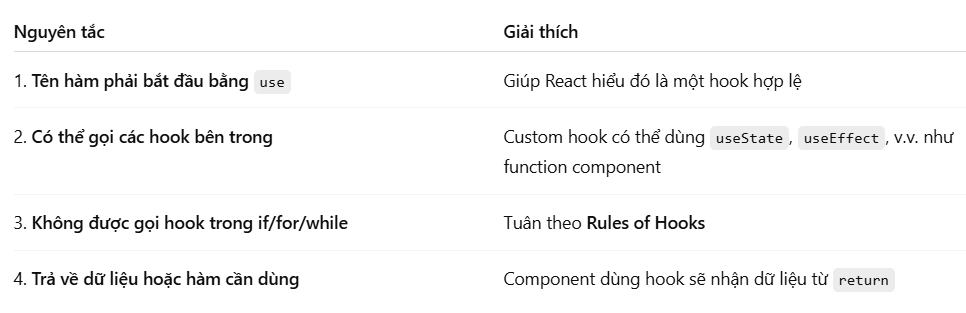 Nguyên tắc Giải thích
1. Tên hàm phải bắt đầu bằng use Giúp React hiểu đó là một hook hợp lệ
2. Có thể gọi các hook bên trong Custom hook có thể dùng useState, useEffect, v.v. như
function component
3. Không được gọi hook trong if/for/while Tuân theo Rules of Hooks
4. Trả về dữ liệu hoặc hàm cần dùng Component dùng hook sẽ nhận dữ liệu từ return